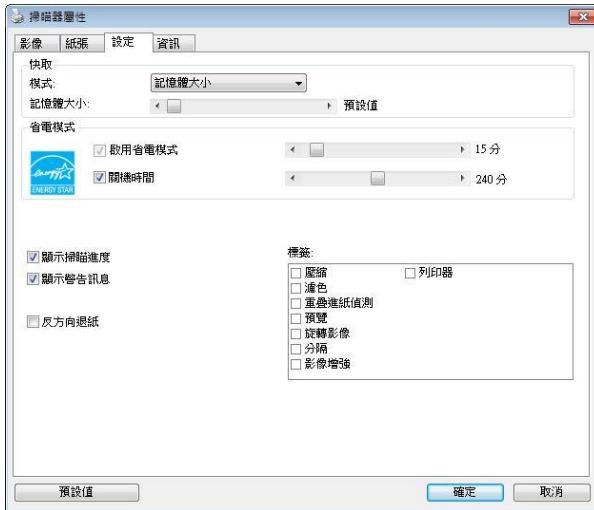 掃瞄器屬性
影像 紙張 設定 資訊
快取
模式: 記憶體大小
記憶體大小: 預設值
省電模式
啟用省電模式 15 分
關機時間 240 分
energy
ENERGY STAR
顯示掃瞄進度
顯示警告訊息
反方向退紙
標籤:
壓縮 列印器
濾色
重疊進紙偵測
預覽
旋轉影像
分隔
影像增強
預設值 確定 取消